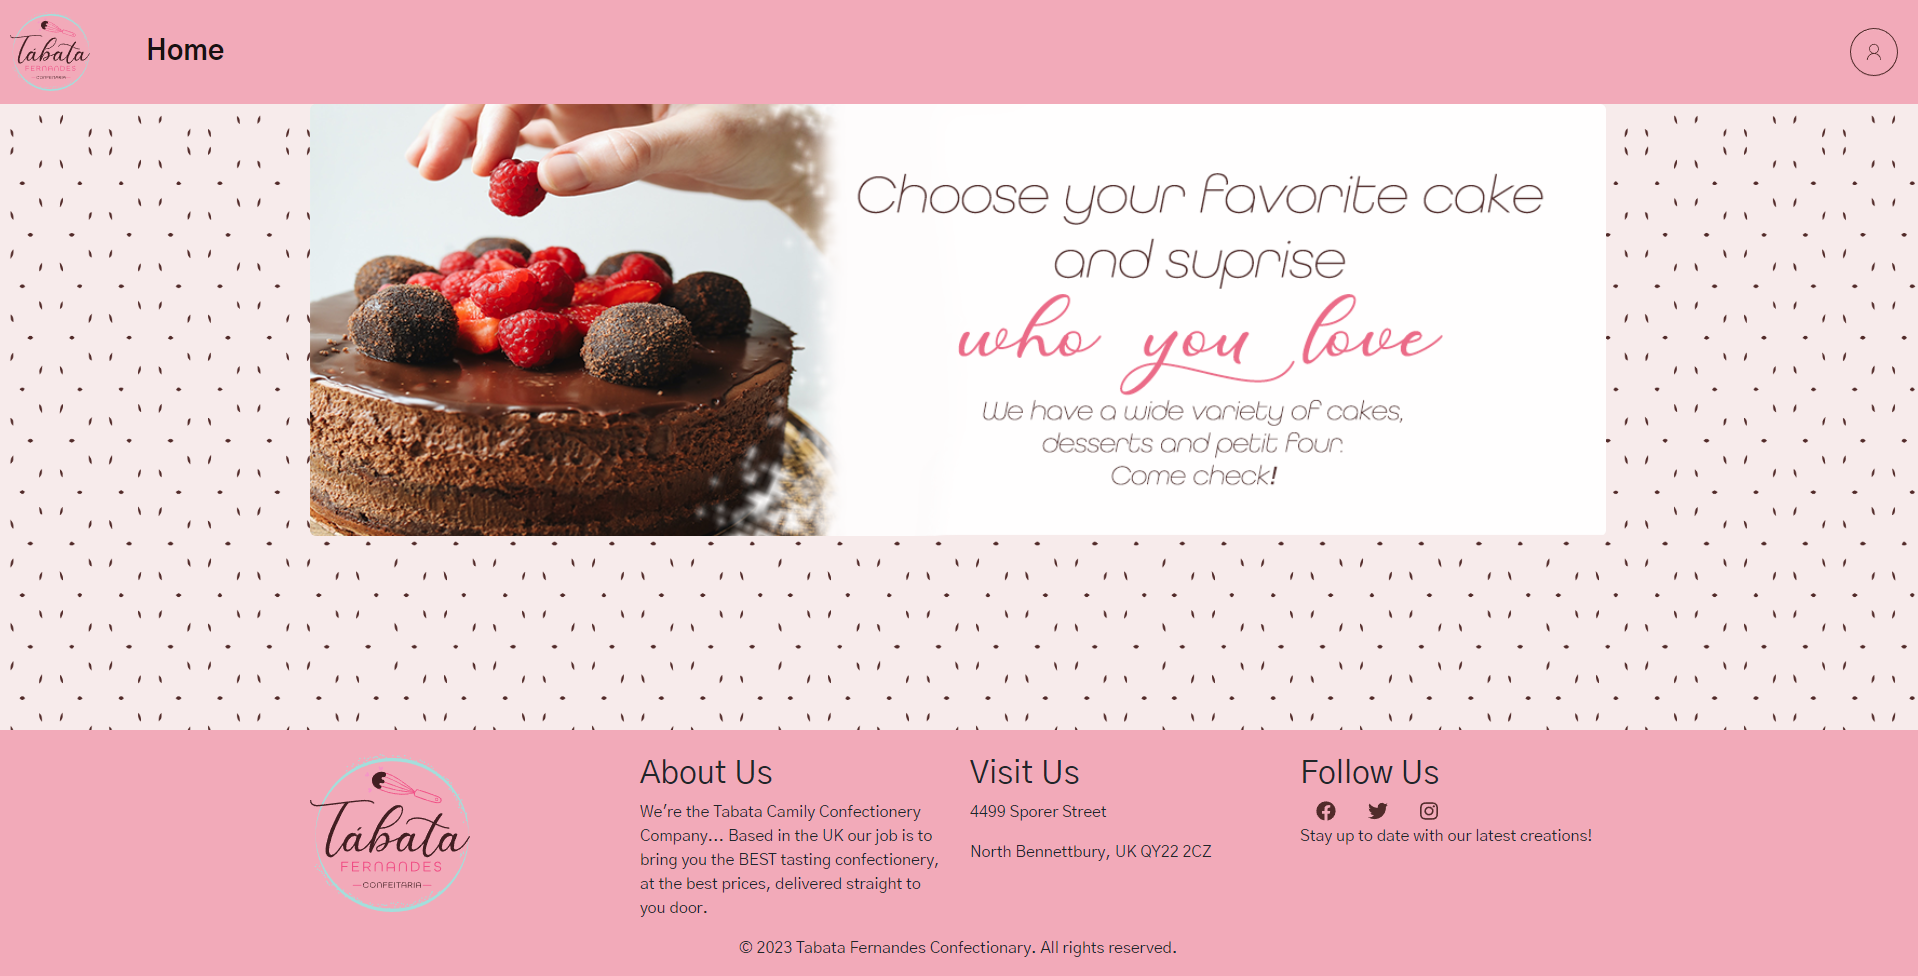 Tábata
FERNANDES
CONFEITARIA
Home
Choose your favorite cake
and suprise
who you love
We have a wide variety of cakes,
desserts and petit four.
Come check!
Tábata
FERNANDES
CONFEITARIA
About Us
We're the Tabata Camily Confectionery
Company... Based in the UK our job is to
bring you the BEST tasting confectionery,
at the best prices, delivered straight to
you door.
Visit Us
4499 Sporer Street
North Bennettbury, UK QY22 2CZ
Follow Us
Stay up to date with our latest creations!
© 2023 Tabata Fernandes Confectionary. All rights reserved.